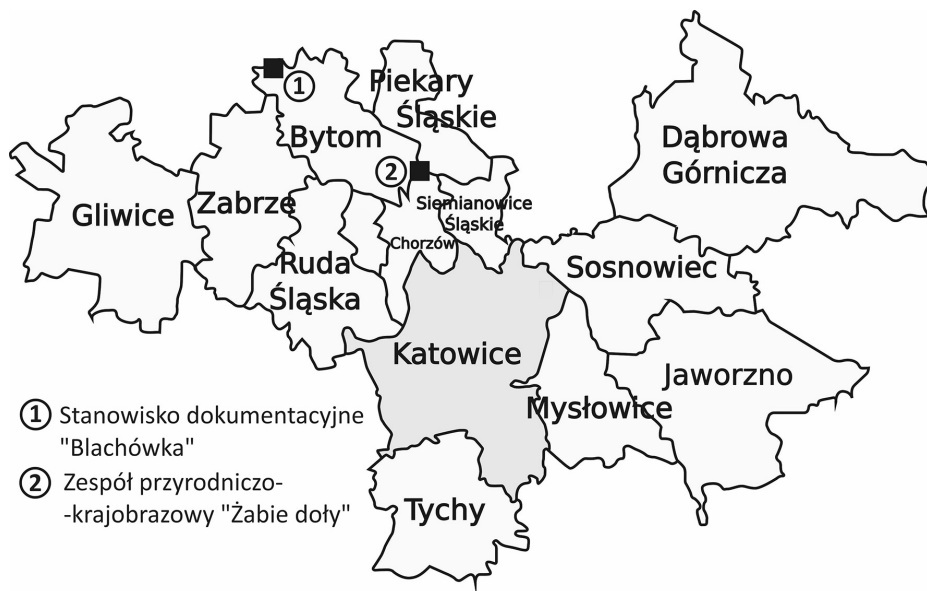 1
Piekary
Śląskie
Bytom
2
Dąbrowa
Górnicza
Gliwice
Zabrze
Siemianowice
Śląskie
Chorzów
Ruda
Śląska
Sosnowiec
Katowice
Jaworzno
Mysłowice
1 Stanowisko dokumentacyjne
"Blachówka"
2 Zespół przyrodniczo-
-krajobrazowy "Żabie doły"
Tychy